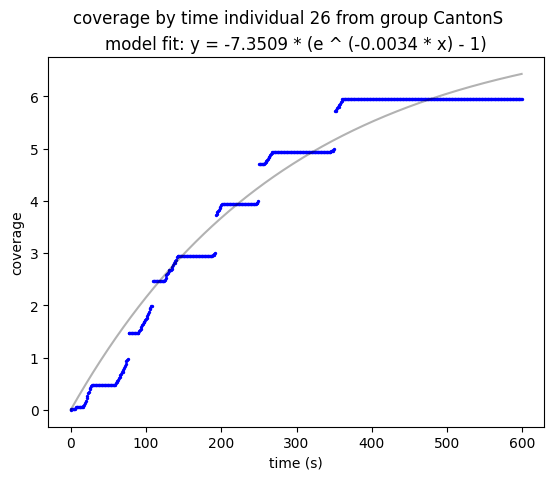 coverage by time individual 26 from group CantonS
model fit: y = -7.3509 * (e ^ (-0.0034 * x) - 1)
6
5
4
3
2
1
0
coverage
0 100 200 300 400 500 600
time (s)